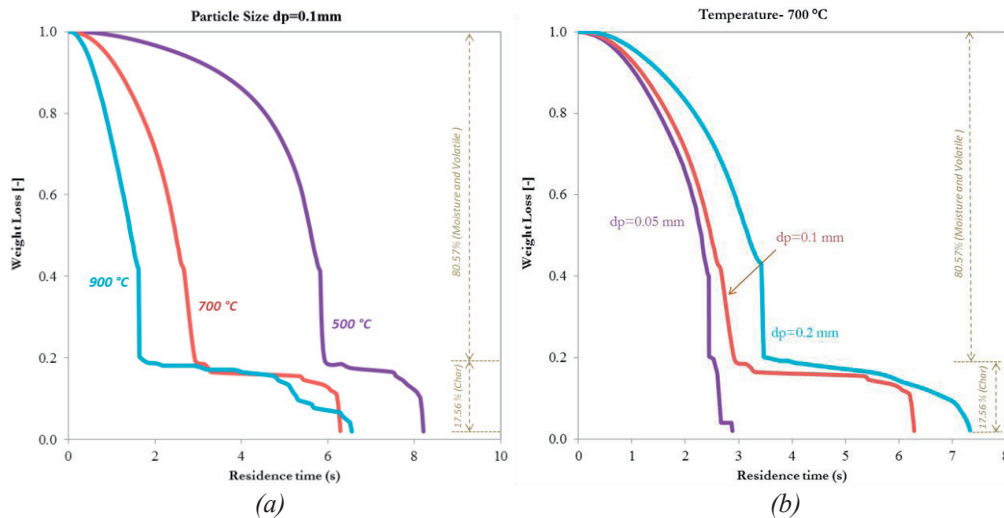 Particle Size dp=0.1mm
1.0
0.8
0.6
0.4
0.2
0.0
Weight Loss [-]
900 °C
700 °C
500 °C
80.57% (Moisture and Volatile )
17.56 % (Char)
0 2 4 6 8 10
Residence time (s)
(a)
Temperature- 700 °C
1.0
0.8
0.6
0.4
0.2
0.0
Weight Loss [-]
dp=0.05 mm
dp=0.1 mm
dp=0.2 mm
80.57% (Moisture and Volatile )
17.56 % (Char)
0 1 2 3 4 5 6 7 8
Residence time (s)
(b)